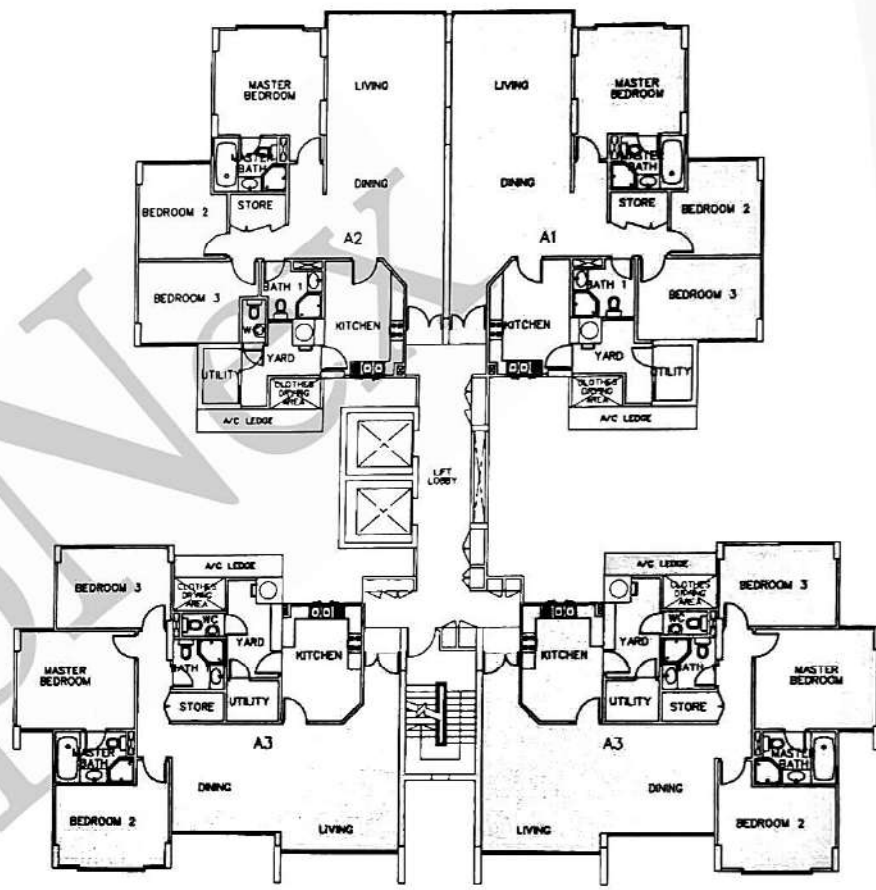 MASTER
BEDROOM
LIVING
LIVING
MASTER
BEDROOM
MASTER
BATH
DINING
DINING
MASTER
BATH
BEDROOM 2
STORE
STORE
BEDROOM 2
A2
A1
BEDROOM 3
BATH 1
BATH 1
BEDROOM 3
WC
KITCHEN
KITCHEN
UTILITY
YARD
YARD
UTILITY
CLOTHES
DRYING
AREA
CLOTHES
DRYING
AREA
A/C LEDGE
A/C LEDGE
LIFT
LOBBY
A/C LEDGE
A/C LEDGE
BEDROOM 3
CLOTHES
DRYING
AREA
CLOTHES
DRYING
AREA
BEDROOM 3
WC
YARD
YARD
WC
KITCHEN
KITCHEN
MASTER
BEDROOM
BATH 1
BATH
MASTER
BEDROOM
STORE
UTILITY
UTILITY
STORE
A3
A3
MASTER
BATH
MASTER
BATH
DINING
DINING
BEDROOM 2
LIVING
LIVING
BEDROOM 2